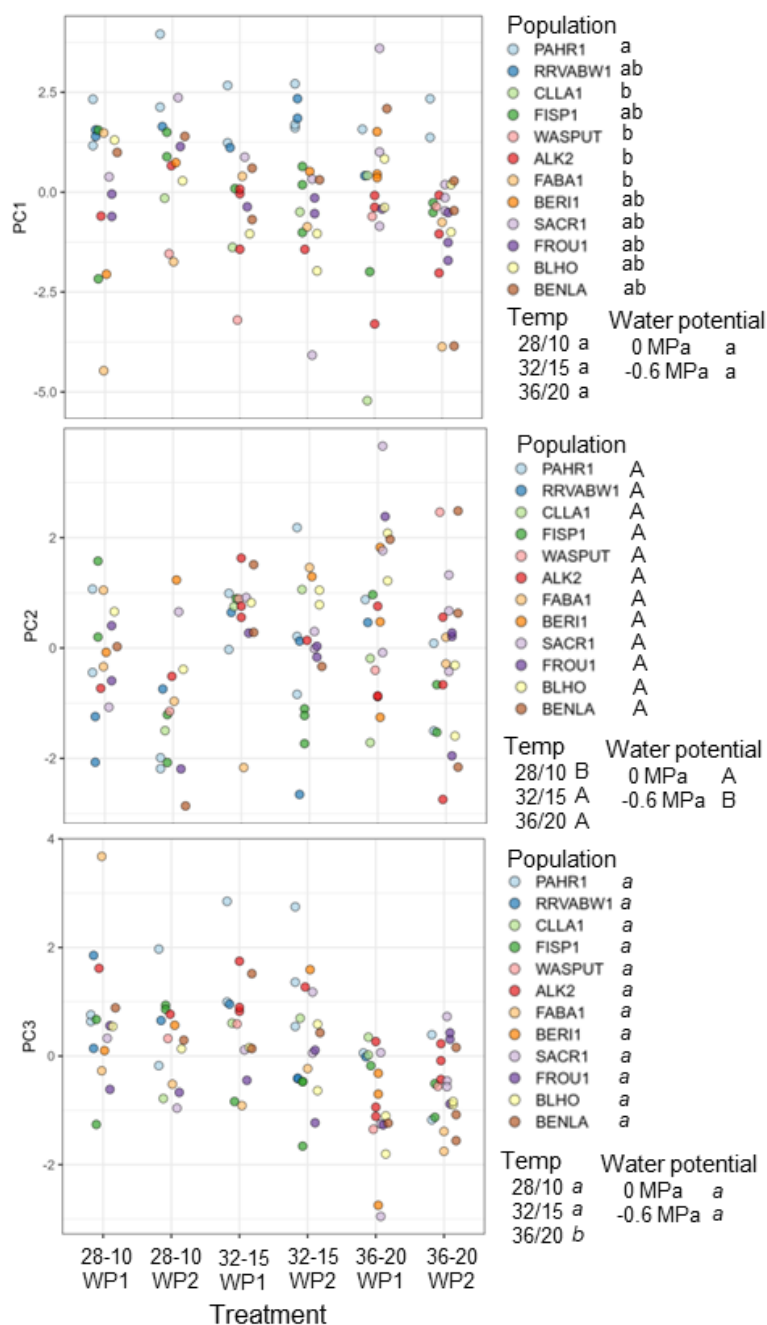 PC1
2.5
0.0
-2.5
-5.0
Population
PAHR1 a
RRVABW1 ab
CLLA1 b
FISP1 ab
WASPUT b
ALK2 b
FABA1 b
BERI1 ab
SACR1 ab
FROU1 ab
BLHO ab
BENLA ab
Temp Water potential
28/10 a 0 MPa a
32/15 a -0.6 MPa a
36/20 a
PC2
2
0
-2
Population
PAHR1 A
RRVABW1 A
CLLA1 A
FISP1 A
WASPUT A
ALK2 A
FABA1 A
BERI1 A
SACR1 A
FROU1 A
BLHO A
BENLA A
Temp Water potential
28/10 B 0 MPa A
32/15 A -0.6 MPa B
36/20 A
PC3
4
2
0
-2
Population
PAHR1 a
RRVABW1 a
CLLA1 a
FISP1 a
WASPUT a
ALK2 a
FABA1 a
BERI1 a
SACR1 a
FROU1 a
BLHO a
BENLA a
Temp Water potential
28/10 a 0 MPa a
32/15 a -0.6 MPa a
36/20 b
28-10 28-10 32-15 32-15 36-20 36-20
WP1 WP2 WP1 WP2 WP1 WP2
Treatment